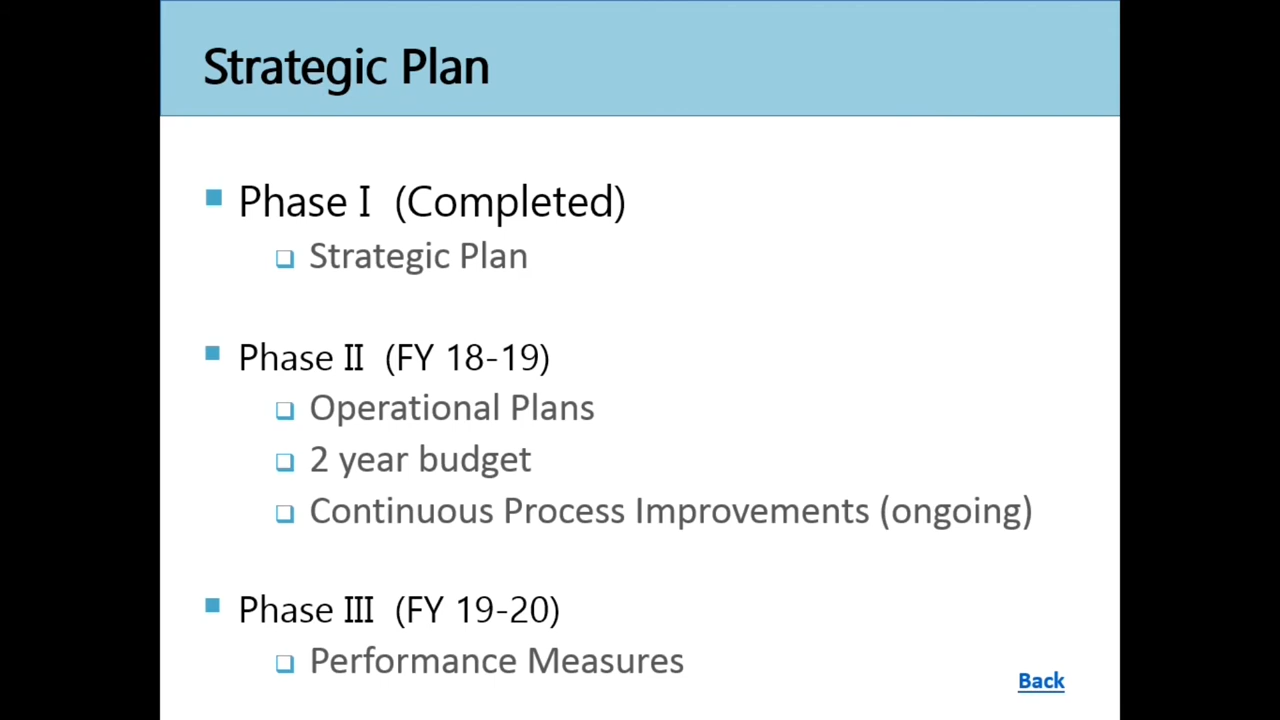 Strategic Plan
Phase I (Completed)
Strategic Plan
Phase II (FY 18-19)
Operational Plans
2 year budget
Continuous Process Improvements (ongoing)
Phase III (FY 19-20)
Performance Measures
Back